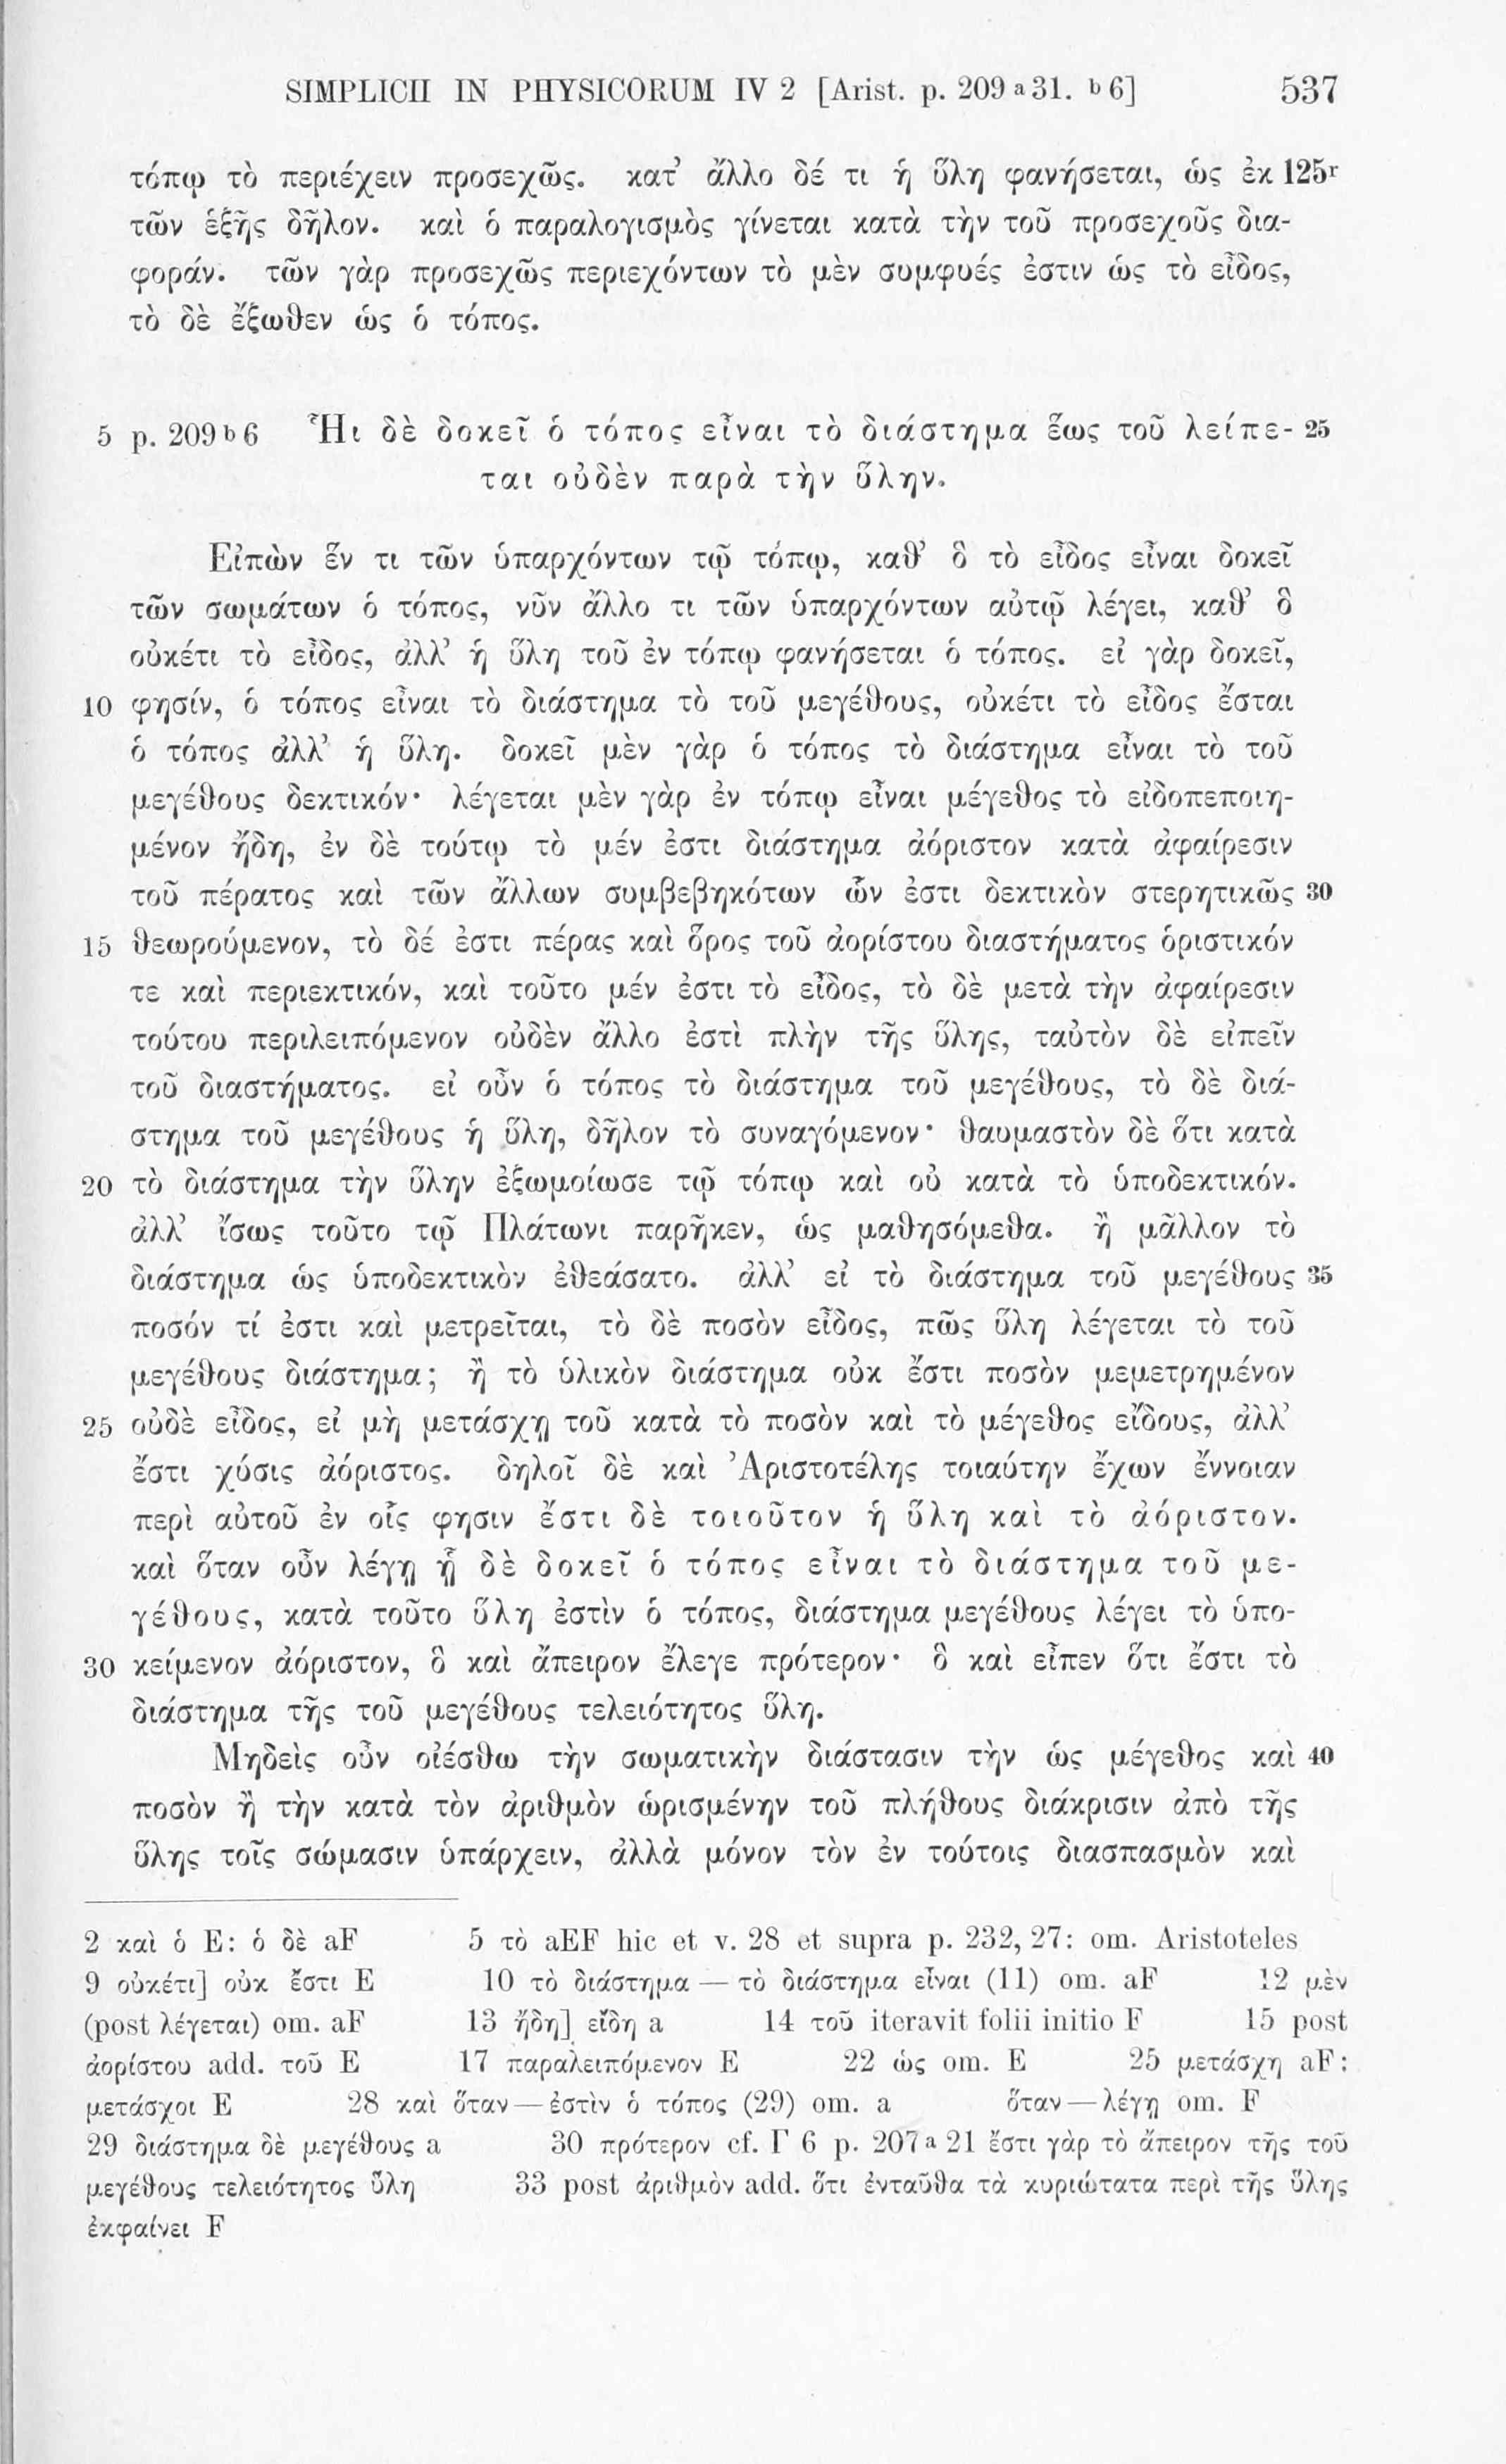 SIMPLICII IN PHYSICORUM IV 2 [Arist. p. 209 a 31. b 6] 537
τόπῳ τὸ περιέχειν προσεχῶς. κατ’ ἄλλο δέ τι ἡ ὕλη φανήσεται, ὡς ἐκ 125r
τῶν ἑξῆς δῆλον. καὶ ὁ παραλογισμὸς γίνεται κατὰ τὴν τοῦ προσεχοῦς δια-
φοράν. τῶν γὰρ προσεχῶς περιεχόντων τὸ μὲν συμφυές ἐστιν ὡς τὸ εἶδος,
τὸ δὲ ἔξωθεν ὡς ὁ τόπος.
5 p. 209 b 6 Ἧι δὲ δοκεῖ ὁ τόπος εἶναι τὸ διάστημα ἕως τοῦ λείπε- 25
ται οὐδὲν παρὰ τὴν ὕλην.
Εἰπὼν ἕν τι τῶν ὑπαρχόντων τῷ τόπῳ, καθ’ ὃ τὸ εἶδος εἶναι δοκεῖ
τῶν σωμάτων ὁ τόπος, νῦν ἄλλο τι τῶν ὑπαρχόντων αὐτῷ λέγει, καθ’ ὃ
οὐκέτι τὸ εἶδος, ἀλλ’ ἡ ὕλη τοῦ ἐν τόπῳ φανήσεται ὁ τόπος. εἰ γὰρ δοκεῖ,
10 φησίν, ὁ τόπος εἶναι τὸ διάστημα τὸ τοῦ μεγέθους, οὐκέτι τὸ εἶδος ἔσται
ὁ τόπος ἀλλ’ ἡ ὕλη. δοκεῖ μὲν γὰρ ὁ τόπος τὸ διάστημα εἶναι τὸ τοῦ
μεγέθους δεκτικόν· λέγεται μὲν γὰρ ἐν τόπῳ εἶναι μέγεθος τὸ εἰδοπεποιη-
μένον ἤδη, ἐν δὲ τούτῳ τὸ μέν ἐστι διάστημα ἀόριστον κατὰ ἀφαίρεσιν
τοῦ πέρατος καὶ τῶν ἄλλων συμβεβηκότων ὧν ἐστι δεκτικὸν στερητικῶς 30
15 θεωρούμενον, τὸ δέ ἐστι πέρας καὶ ὅρος τοῦ ἀορίστου διαστήματος ὁριστικόν
τε καὶ περιεκτικόν, καὶ τοῦτο μέν ἐστι τὸ εἶδος, τὸ δὲ μετὰ τὴν ἀφαίρεσιν
τούτου περιλειπόμενον οὐδὲν ἄλλο ἐστὶ πλὴν τῆς ὕλης, ταὐτὸν δὲ εἰπεῖν
τοῦ διαστήματος. εἰ οὖν ὁ τόπος τὸ διάστημα τοῦ μεγέθους, τὸ δὲ διά-
στημα τοῦ μεγέθους ἡ ὕλη, δῆλον τὸ συναγόμενον· θαυμαστὸν δὲ ὅτι κατὰ
20 τὸ διάστημα τὴν ὕλην ἐξωμοίωσε τῷ τόπῳ καὶ οὐ κατὰ τὸ ὑποδεκτικόν.
ἀλλ’ ἴσως τοῦτο τῷ Πλάτωνι παρῆκεν, ὡς μαθησόμεθα. ἢ μᾶλλον τὸ
διάστημα ὡς ὑποδεκτικὸν ἐθεάσατο. ἀλλ’ εἰ τὸ διάστημα τοῦ μεγέθους 35
ποσόν τί ἐστι καὶ μετρεῖται, τὸ δὲ ποσὸν εἶδος, πῶς ὕλη λέγεται τὸ τοῦ
μεγέθους διάστημα; ἢ τὸ ὑλικὸν διάστημα οὐκ ἔστι ποσὸν μεμετρημένον
25 οὐδὲ εἶδος, εἰ μὴ μετάσχῃ τοῦ κατὰ τὸ ποσὸν καὶ τὸ μέγεθος εἴδους, ἀλλ’
ἔστι χύσις ἀόριστος. δηλοῖ δὲ καὶ Ἀριστοτέλης τοιαύτην ἔχων ἔννοιαν
περὶ αὐτοῦ ἐν οἷς φησιν ἔστι δὲ τοιοῦτον ἡ ὕλη καὶ τὸ ἀόριστον.
καὶ ὅταν οὖν λέγῃ ᾗ δὲ δοκεῖ ὁ τόπος εἶναι τὸ διάστημα τοῦ με-
γέθους, κατὰ τοῦτο ὕλη ἐστὶν ὁ τόπος, διάστημα μεγέθους λέγει τὸ ὑπο-
30 κείμενον ἀόριστον, ὃ καὶ ἄπειρον ἔλεγε πρότερον· ὃ καὶ εἶπεν ὅτι ἔστι τὸ
διάστημα τῆς τοῦ μεγέθους τελειότητος ὕλη.
Μηδεὶς οὖν οἰέσθω τὴν σωματικὴν διάστασιν τὴν ὡς μέγεθος καὶ 40
ποσὸν ἢ τὴν κατὰ τὸν ἀριθμὸν ὡρισμένην τοῦ πλήθους διάκρισιν ἀπὸ τῆς
ὕλης τοῖς σώμασιν ὑπάρχειν, ἀλλὰ μόνον τὸν ἐν τούτοις διασπασμὸν καὶ
2 καὶ ὁ E: ὁ δὲ aF 5 τὸ aEF hic et v. 28 et supra p. 232, 27: om. Aristoteles
9 οὐκέτι] οὐκ ἔστι E 10 τὸ διάστημα — τὸ διάστημα εἶναι (11) om. aF 12 μὲν
(post λέγεται) om. aF 13 ἤδη] εἴδη a 14 τοῦ iteravit folii initio F 15 post
ἀορίστου add. τοῦ E 17 παραλειπόμενον E 22 ὡς om. E 25 μετάσχη aF:
μετάσχοι E 28 καὶ ὅταν — ἐστὶν ὁ τόπος (29) om. a ὅταν — λέγῃ om. F
29 διάστημα δὲ μεγέθους a 30 πρότερον cf. Γ 6 p. 207 a 21 ἔστι γὰρ τὸ ἄπειρον τῆς τοῦ
μεγέθους τελειότητος ὕλη 33 post ἀριθμὸν add. ὅτι ἐνταῦθα τὰ κυριώτατα περὶ τῆς ὕλης
ἐκφαίνει F